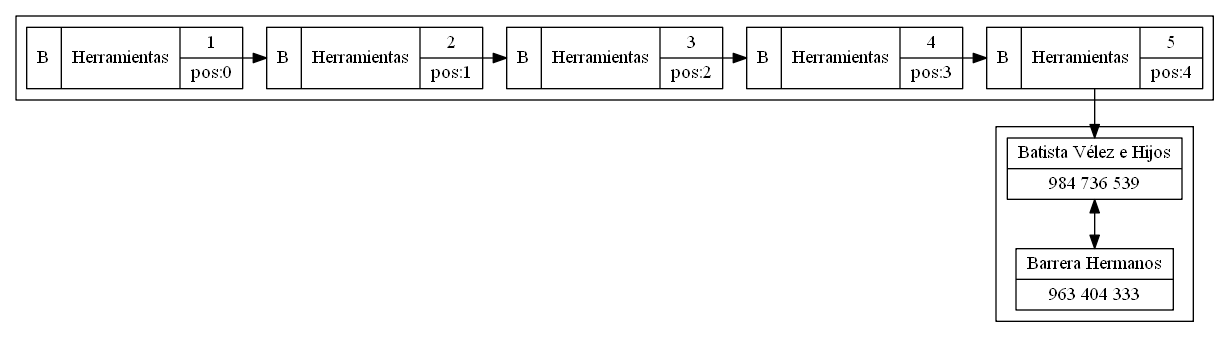 B Herramientas 1 pos:0
B Herramientas 2 pos:1
B Herramientas 3 pos:2
B Herramientas 4 pos:3
B Herramientas 5 pos:4
Batista Vélez e Hijos
984 736 539
Barrera Hermanos
963 404 333